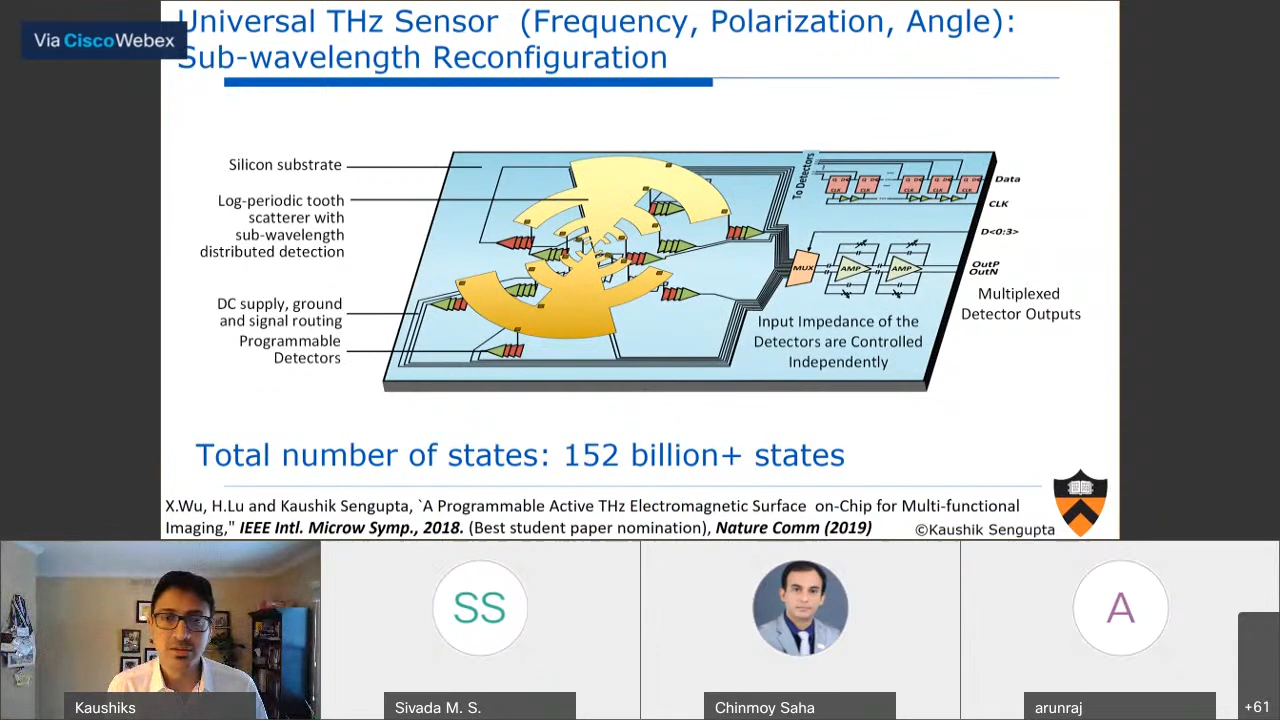 Universal THz Sensor (Frequency, Polarization, Angle):
Via CiscoWebex
Sub-wavelength Reconfiguration
Silicon substrate
Log-periodic tooth
scatterer with
sub-wavelength
distributed detection
DC supply, ground
and signal routing
Programmable
Detectors
To Detectors
Data
CLK
D<0:3>
MUX
AMP
AMP
OutP
OutN
Multiplexed
Detector Outputs
Input Impedance of the
Detectors are Controlled
Independently
Total number of states: 152 billion+ states
X.Wu, H.Lu and Kaushik Sengupta, `A Programmable Active THz Electromagnetic Surface on-Chip for Multi-functional
Imaging," IEEE Intl. Microw Symp., 2018. (Best student paper nomination), Nature Comm (2019)
©Kaushik Sengupta
SS
A
Kaushiks
Sivada M. S.
Chinmoy Saha
arunraj
+61